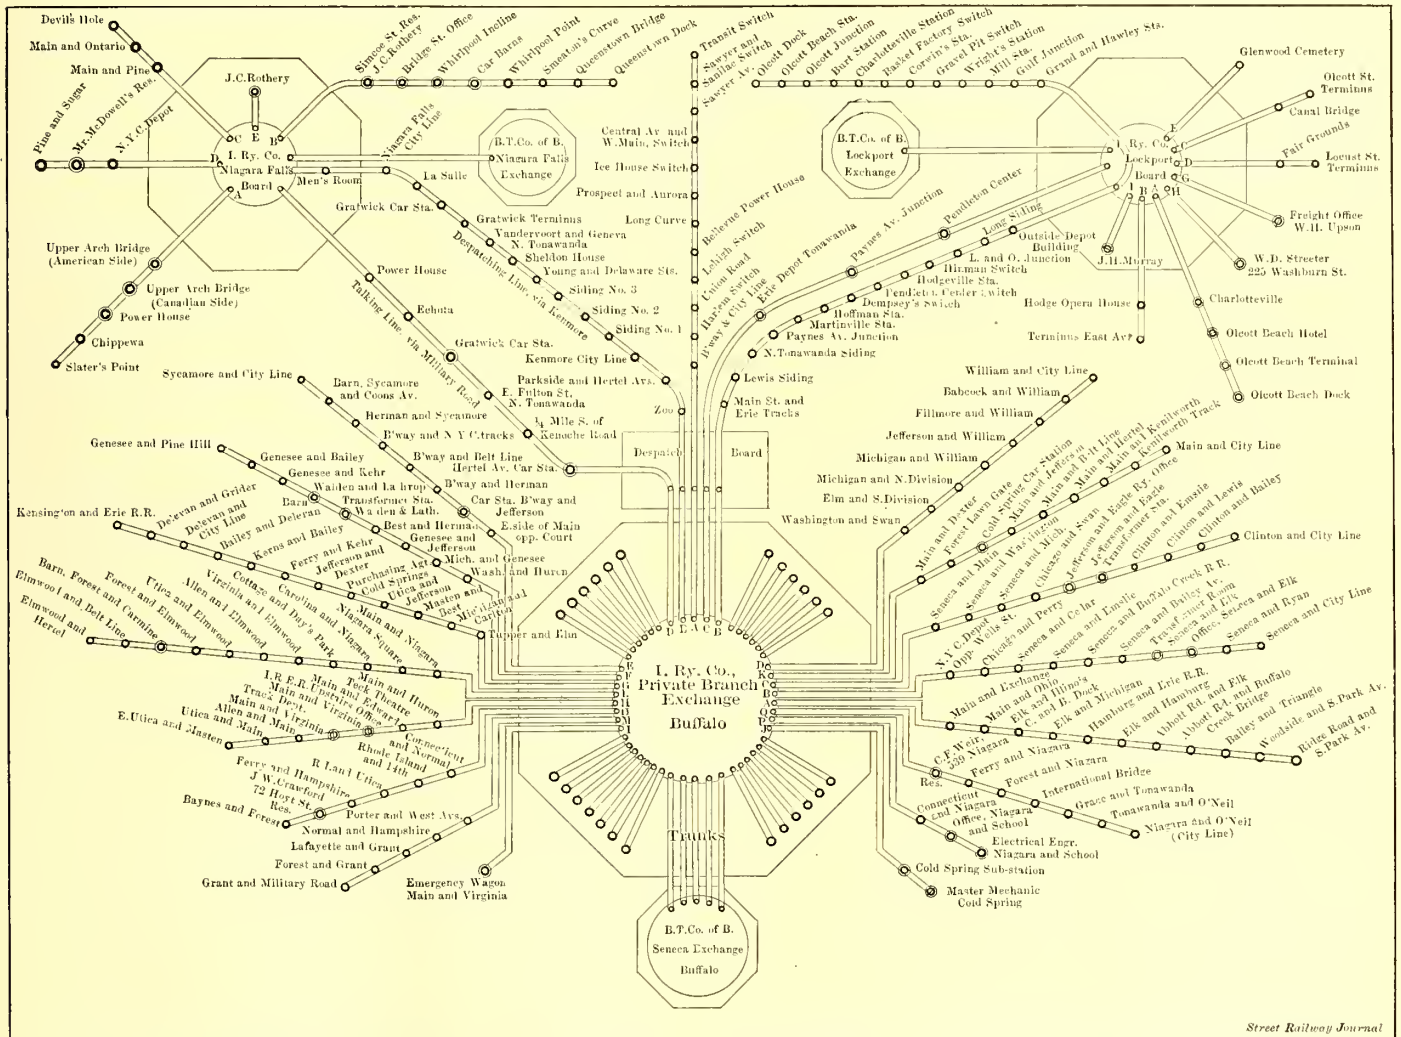 Devil's Hole
Main and Ontario
Main and Pine
Pine and Sugar
Mr. McDowell's Res.
N.Y.C. Depot
J.C. Rothery
C
E
B
D
A
I. Ry. Co.
Niagara Falls
Board
Upper Arch Bridge
(American Side)
Upper Arch Bridge
(Canadian Side)
Power House
Chippewa
Slater's Point
Simcoe St. Res.
J.C. Rothery
Bridge St. Office
Whirlpool Incline
Car Barns
Whirlpool Point
Smeaton's Curve
Queenstown Bridge
Queenstown Dock
Niagara Falls
City Line
B.T.Co. of B.
Niagara Falls
Exchange
Men's Room
La Salle
Gratwick Car Sta.
Gratwick Terminus
Vandervoort and Geneva
N. Tonawanda
Sheldon House
Young and Delaware Sts.
Siding No. 3
Siding No. 2
Siding No. 1
Despatching Line, via Kenmore
Kenmore City Line
Parkside and Hertel Avs.
Zoo
Power House
Echota
Gratwick Car Sta.
Talking Line, via Military Road
E. Fulton St.
N. Tonawanda
¼ Mile S. of
Kenoche Road
Hertel Av. Car Sta.
Transit Switch
Sawyer and
Sanilac Switch
Sawyer Av.
Central Av and
W. Main, Switch
Ice House Switch
Prospect and Aurora
Long Curve
Bellevue Power House
Lehigh Switch
Union Road
Harlem Switch
B'way & City Line
Olcott Dock
Olcott Beach Sta.
Olcott Junction
Burt Station
Charlotteville Station
Basket Factory Switch
Corwin's Sta.
Gravel Pit Switch
Wright's Station
Mill Sta.
Gulf Junction
Grand and Hawley Sts.
B.T.Co. of B.
Lockport
Exchange
I. Ry. Co.
Lockport
Board
E
C
D
G
H
I
B
A
Glenwood Cemetery
Olcott St.
Terminus
Canal Bridge
Fair Grounds
Locust St.
Terminus
Freight Office
W.H. Upson
W.D. Streeter
225 Washburn St.
Charlotteville
Olcott Beach Hotel
Olcott Beach Terminal
Olcott Beach Dock
J.H. Murray
Hodge Opera House
Terminus East Av
Erie Depot Tonawanda
Paynes Av. Junction
Pendleton Center
Long Siding
Outside Depot
Building
L. and O. Junction
Hinman Switch
Hodgeville Sta.
Pendleton Center Switch
Dempsey's Switch
Hoffman Sta.
Martinville Sta.
Paynes Av. Junction
N. Tonawanda Siding
Lewis Siding
Main St. and
Erie Tracks
Despatch
Board
Sycamore and City Line
Barn, Sycamore
and Coons Av.
Herman and Sycamore
B'way and N Y C. tracks
B'way and Belt Line
B'way and Herman
Car Sta. B'way and
Jefferson
E. side of Main
opp. Court
Genesee and Pine Hill
Genesee and Bailey
Genesee and Kehr
Barn
Walden and Lathrop
Transformer Sta.
Walden & Lath.
Best and Herman
Genesee and
Jefferson
Mich. and Genesee
Wash. and Huron
Kensington and Erie R.R.
Delevan and Grider
Delevan and
City Line
Bailey and Delevan
Kerns and Bailey
Ferry and Kehr
Jefferson and
Dexter
Purchasing Agt.
Cold Springs
Utica and
Jefferson
Masten and
Best
Michigan and
Carlton
Tupper and Elm
Elmwood and
Hertel
Elmwood and Belt Line
Barn, Forest and Carmine
Forest and Elmwood
Utica and Elmwood
Allen and Elmwood
Virginia and Elmwood
Cottage and Day's Park
Carolina and Niagara
Niagara Square
Main and Niagara
E. Utica and Masten
Utica and Main
Allen and Main
Main and Virginia
Track Dept.
Main and Virginia
I.R.E.R. Upstairs Office
Main and Edward
Teck Theatre
Main and Huron
Baynes and Forest
J W. Crawford
72 Hoyt St.
Res.
Ferry and Hampshire
R.I. and Utica
Rhode Island
and 14th
Connecticut
and Normal
Grant and Military Road
Forest and Grant
Lafayette and Grant
Normal and Hampshire
Porter and West Avs.
Emergency Wagon
Main and Virginia
D E A C B
E
F
G
L
H
B
M
I
D
K
C
B
A
Q
P
J
I. Ry. Co.,
Private Branch
Exchange
Buffalo
Trunks
B.T.Co. of B.
Seneca Exchange
Buffalo
William and City Line
Babcock and William
Fillmore and William
Jefferson and William
Michigan and William
Michigan and N. Division
Elm and S. Division
Washington and Swan
Main and Dexter
Forest Lawn Gate
Cold Spring Car Station
Main and Jefferson
Main and Belt Line
Main and Hertel
Main and Kenilworth
Kenilworth Track
Main and City Line
Seneca and Main
Seneca and Washington
Seneca and Mich
Chicago and Swan
Jefferson and Eagle Ry. Office
Jefferson and Eagle
Transformer Sta.
Clinton and Emslie
Clinton and Lewis
Clinton and Bailey
Clinton and City Line
N.Y C. Depot
Opp. Wells St.
Chicago and Perry
Seneca and Cedar
Seneca and Emslie
Seneca and Buffalo Creek R R.
Seneca and Bailey Av.
Transformer Room
Seneca and Elk
Office, Seneca and Elk
Seneca and Ryan
Seneca and City Line
Main and Exchange
Main and Ohio
Elk and Illino's
C. and B. Dock
Elk and Michigan
Hamburg and Erie R.R.
Elk and Hamburg
Abbott Rd. and Elk
Abbott Rd. and Buffalo
Creek Bridge
Bailey and Triangle
Woodside and S.Park Av.
Ridge Road and
S.Park Av.
C.F. Weir,
539 Niagara
Res.
Ferry and Niagara
Forest and Niagara
International Bridge
Grace and Tonawanda
Tonawanda and O'Neil
Niagara and O'Neil
(City Line)
Connecticut
and Niagara
Office, Niagara
and School
Electrical Engr.
Niagara and School
Cold Spring Sub-station
Master Mechanic
Cold Spring
Street Railway Journal